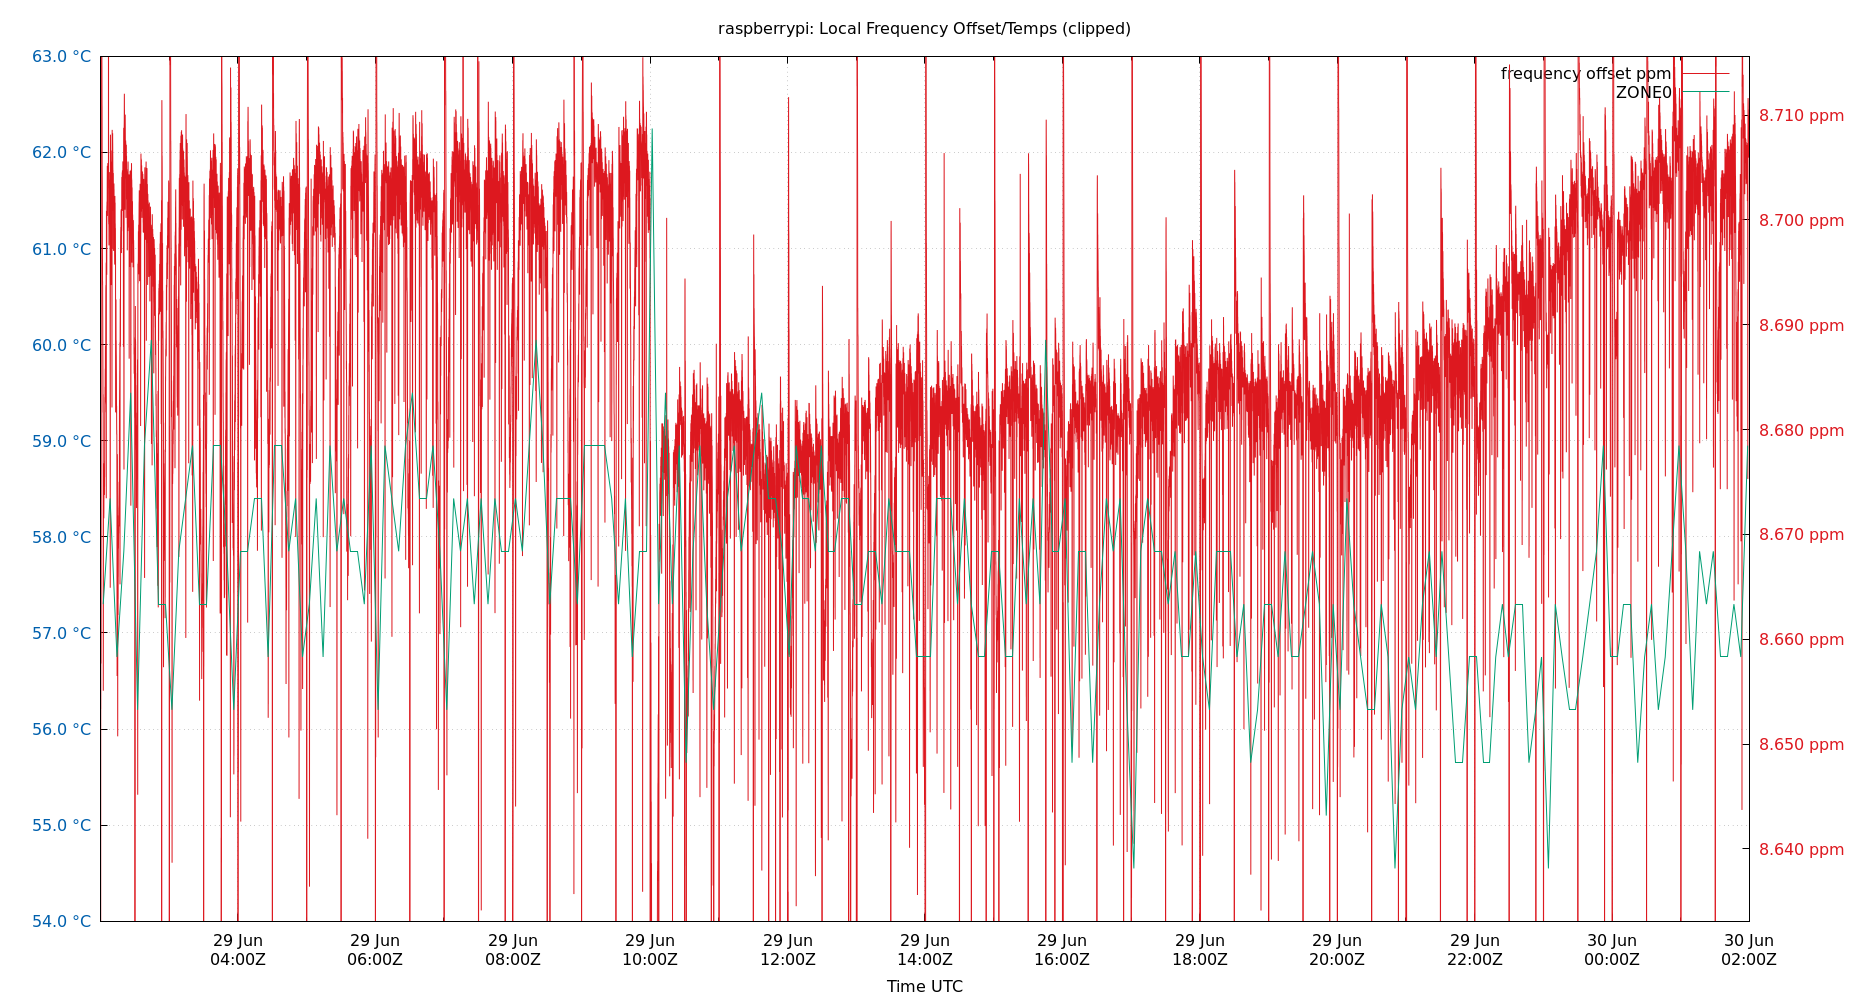 raspberrypi: Local Frequency Offset/Temps (clipped)
63.0 °C
62.0 °C
61.0 °C
60.0 °C
59.0 °C
58.0 °C
57.0 °C
56.0 °C
55.0 °C
54.0 °C
frequency offset ppm
ZONE0
8.710 ppm
8.700 ppm
8.690 ppm
8.680 ppm
8.670 ppm
8.660 ppm
8.650 ppm
8.640 ppm
29 Jun
04:00Z
29 Jun
06:00Z
29 Jun
08:00Z
29 Jun
10:00Z
29 Jun
12:00Z
29 Jun
14:00Z
29 Jun
16:00Z
29 Jun
18:00Z
29 Jun
20:00Z
29 Jun
22:00Z
30 Jun
00:00Z
30 Jun
02:00Z
Time UTC